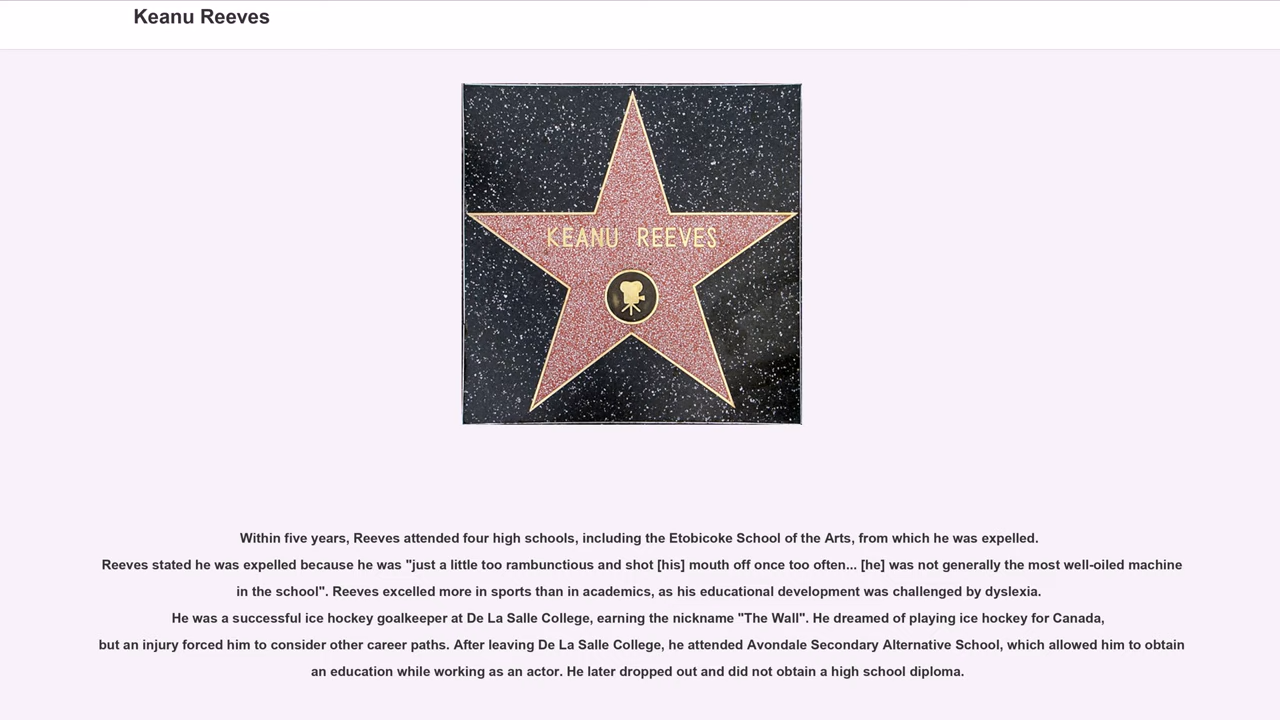 Keanu Reeves
KEANU REEVES
Within five years, Reeves attended four high schools, including the Etobicoke School of the Arts, from which he was expelled.
Reeves stated he was expelled because he was "just a little too rambunctious and shot [his] mouth off once too often... [he] was not generally the most well-oiled machine
in the school". Reeves excelled more in sports than in academics, as his educational development was challenged by dyslexia.
He was a successful ice hockey goalkeeper at De La Salle College, earning the nickname "The Wall". He dreamed of playing ice hockey for Canada,
but an injury forced him to consider other career paths. After leaving De La Salle College, he attended Avondale Secondary Alternative School, which allowed him to obtain
an education while working as an actor. He later dropped out and did not obtain a high school diploma.